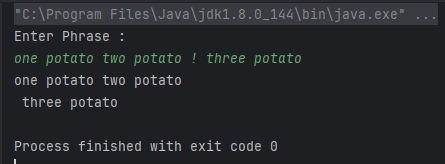 "C:\Program Files\Java\jdk1.8.0_144\bin\java.exe" ...
Enter Phrase :
one potato two potato ! three potato
one potato two potato
 three potato
Process finished with exit code 0